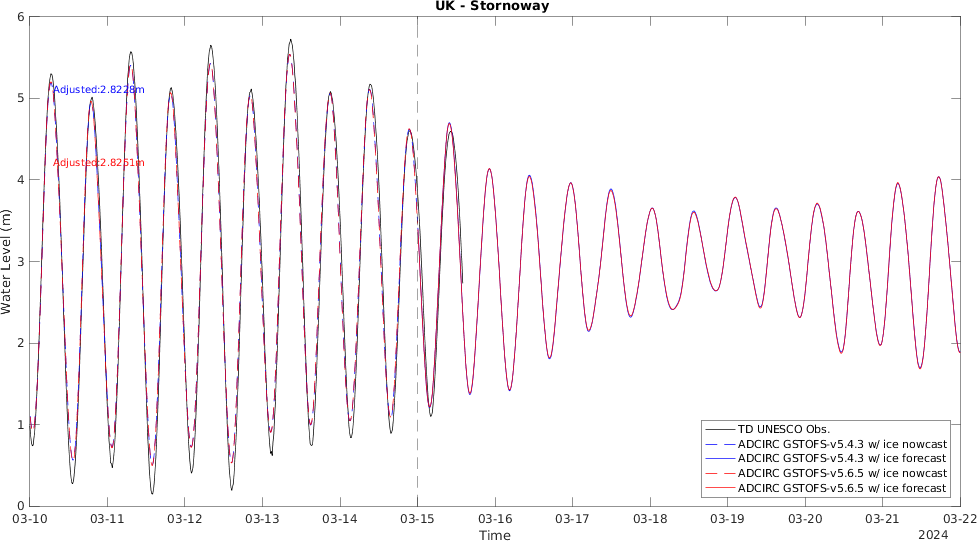 UK - Stornoway
6
5
4
3
2
1
0
Water Level (m)
Adjusted:2.8228m
Adjusted:2.8251m
TD UNESCO Obs.
ADCIRC GSTOFS-v5.4.3 w/ ice nowcast
ADCIRC GSTOFS-v5.4.3 w/ ice forecast
ADCIRC GSTOFS-v5.6.5 w/ ice nowcast
ADCIRC GSTOFS-v5.6.5 w/ ice forecast
03-10 03-11 03-12 03-13 03-14 03-15 03-16 03-17 03-18 03-19 03-20 03-21 03-22
Time
2024